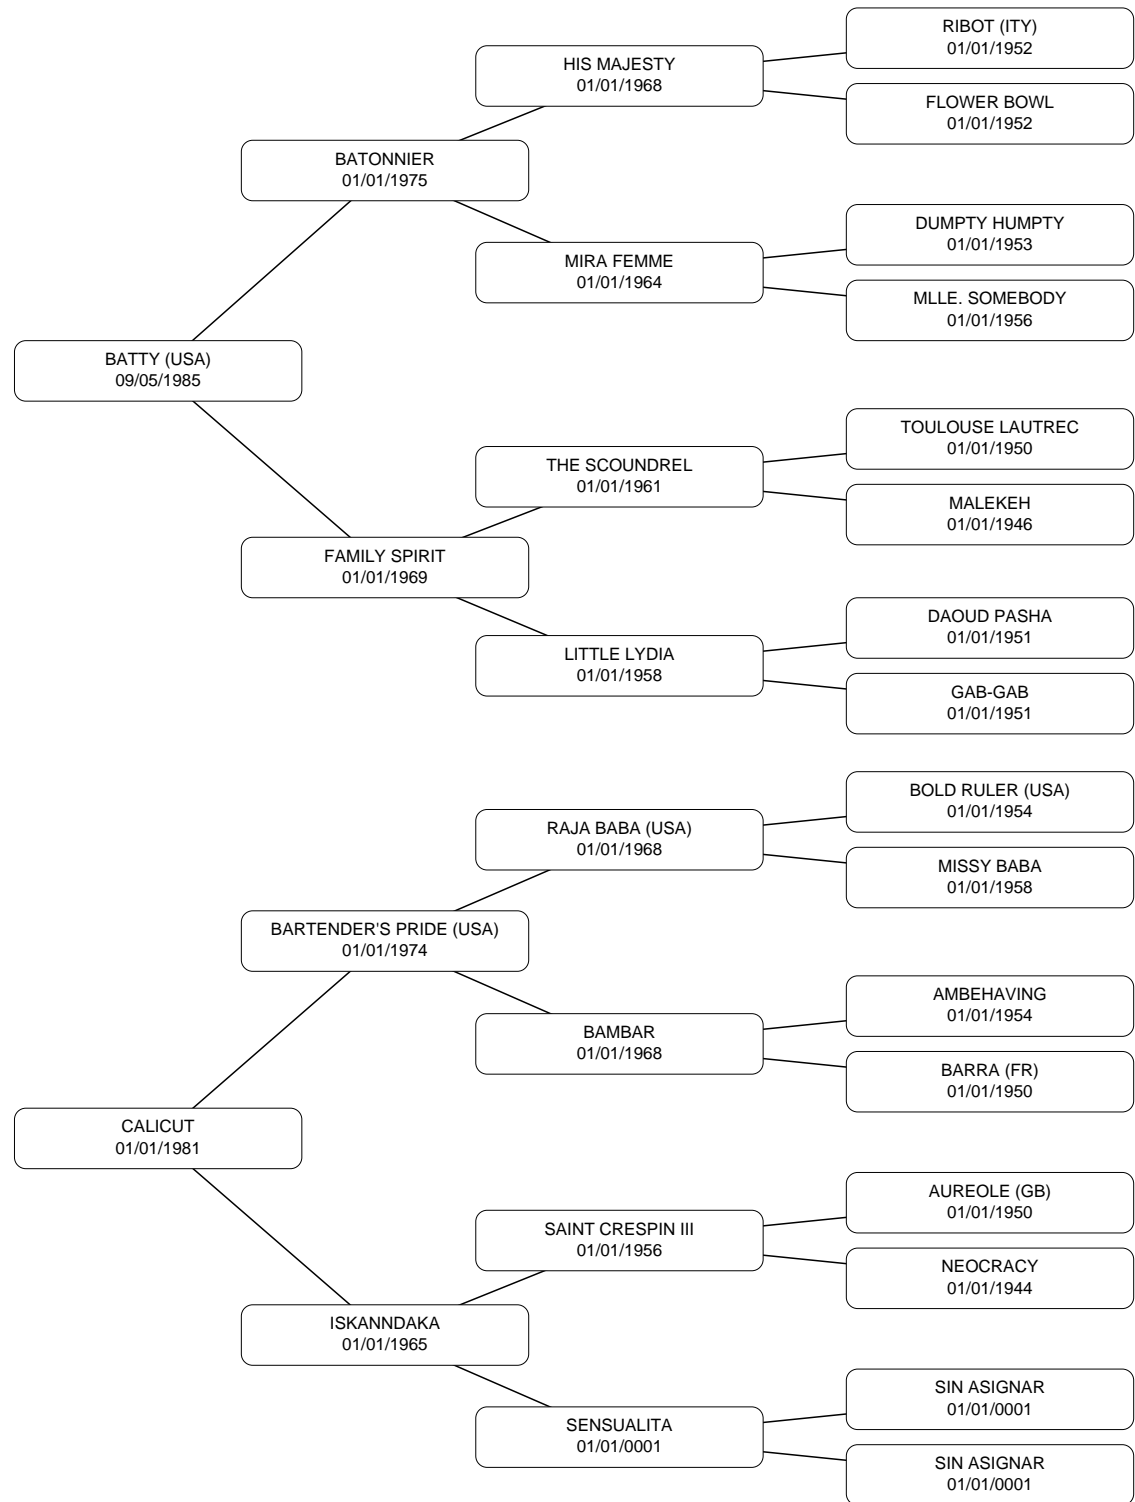 RIBOT (ITY)
01/01/1952
HIS MAJESTY
01/01/1968
FLOWER BOWL
01/01/1952
BATONNIER
01/01/1975
DUMPTY HUMPTY
01/01/1953
MIRA FEMME
01/01/1964
MLLE. SOMEBODY
01/01/1956
BATTY (USA)
09/05/1985
TOULOUSE LAUTREC
01/01/1950
THE SCOUNDREL
01/01/1961
MALEKEH
01/01/1946
FAMILY SPIRIT
01/01/1969
DAOUD PASHA
01/01/1951
LITTLE LYDIA
01/01/1958
GAB-GAB
01/01/1951
BOLD RULER (USA)
01/01/1954
RAJA BABA (USA)
01/01/1968
MISSY BABA
01/01/1958
BARTENDER'S PRIDE (USA)
01/01/1974
AMBEHAVING
01/01/1954
BAMBAR
01/01/1968
BARRA (FR)
01/01/1950
CALICUT
01/01/1981
AUREOLE (GB)
01/01/1950
SAINT CRESPIN III
01/01/1956
NEOCRACY
01/01/1944
ISKANNDAKA
01/01/1965
SIN ASIGNAR
01/01/0001
SENSUALITA
01/01/0001
SIN ASIGNAR
01/01/0001